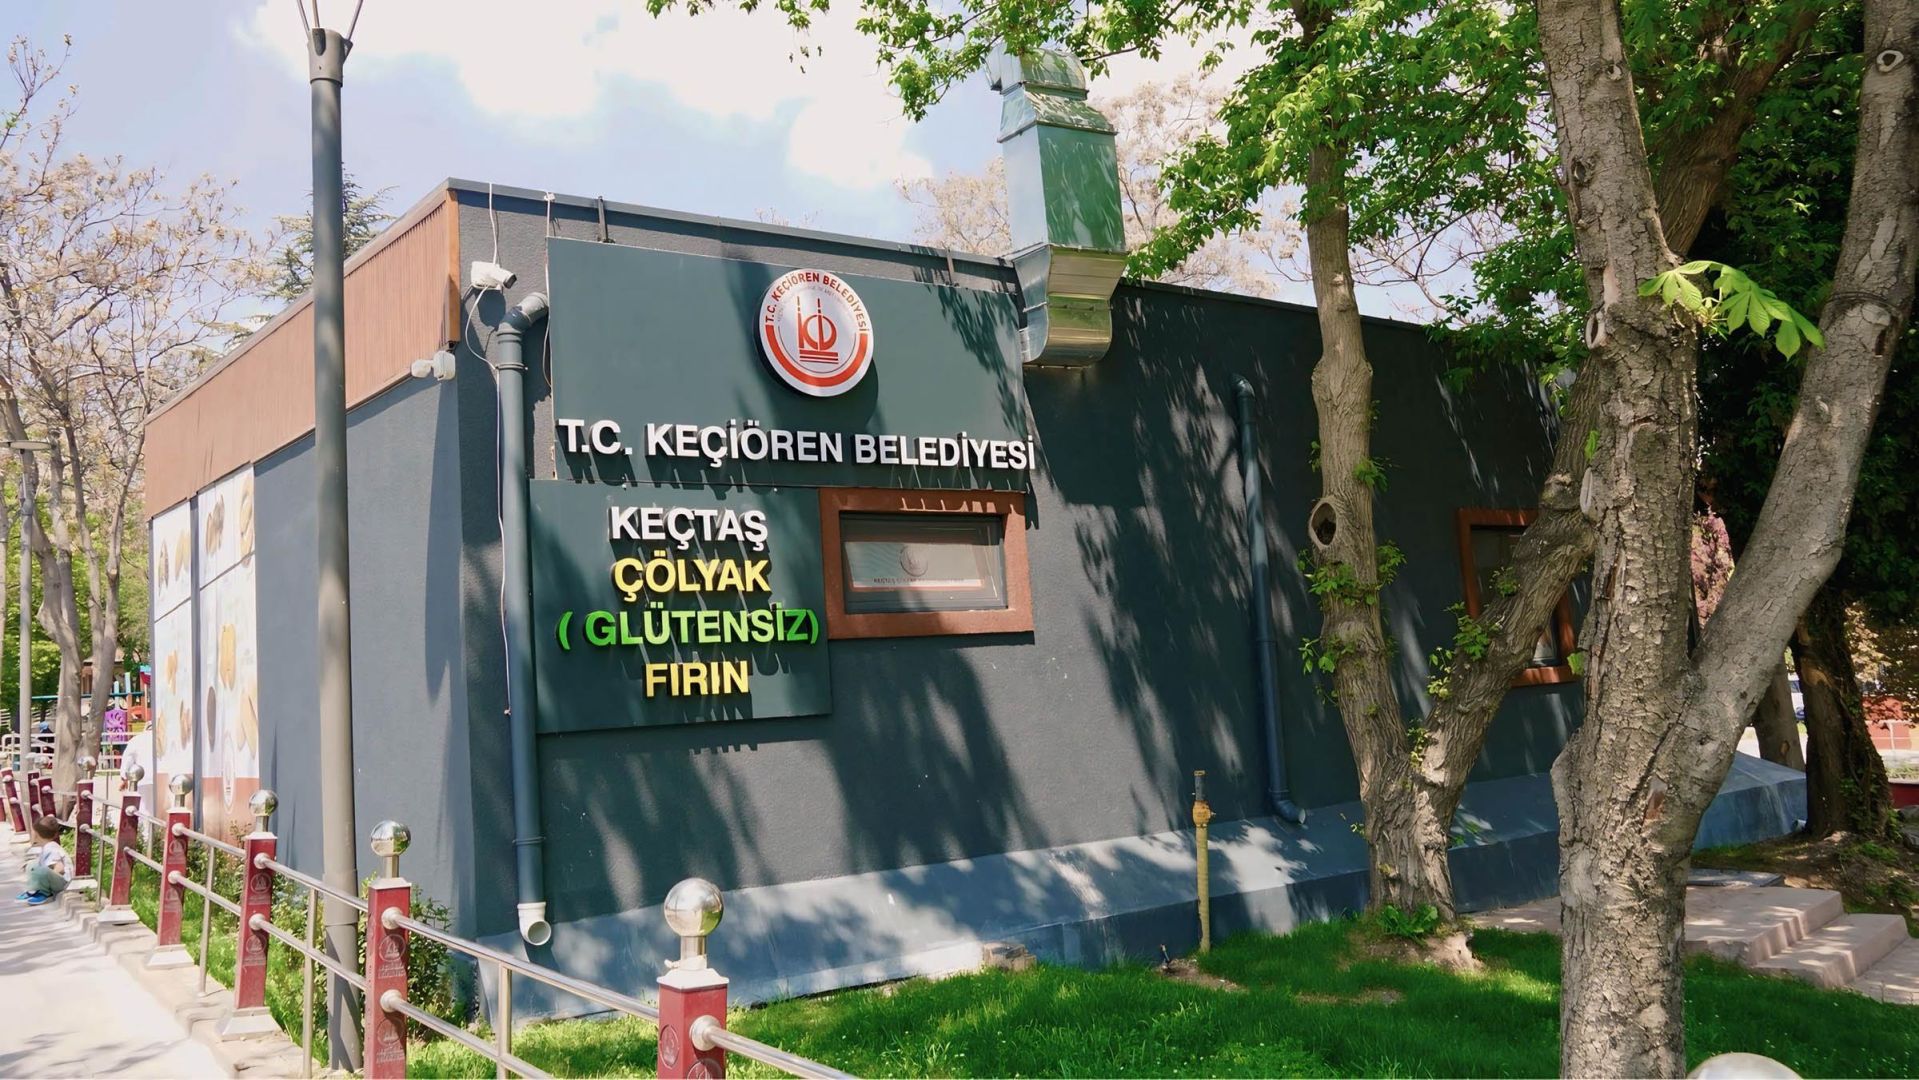 T.C. KEÇİÖREN BELEDİYESİ
T.C. KEÇİÖREN BELEDİYESİ
KEÇTAŞ
ÇÖLYAK
( GLÜTENSİZ)
FIRIN